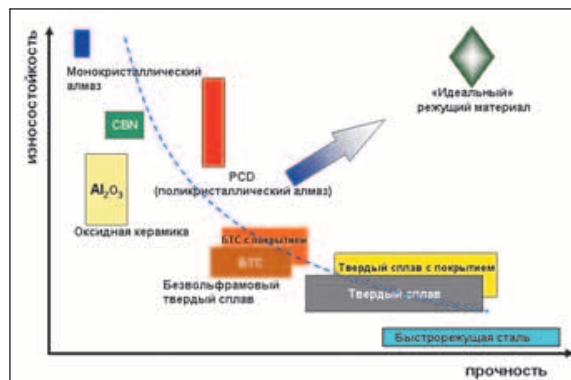 износостойкость
Монокристаллический
алмаз
«Идеальный»
режущий материал
CBN
PCD
(поликристаллический алмаз)
Al₂O₃
Оксидная керамика
БТС с покрытием
БТС
Безвольфрамовый
твердый сплав
Твердый сплав с покрытием
Твердый сплав
Быстрорежущая сталь
прочность